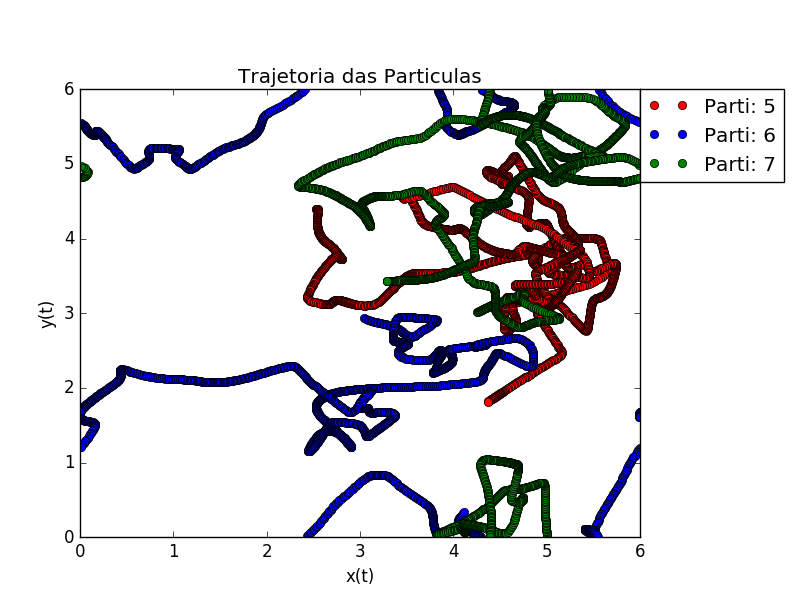 Trajetoria das Particulas
6
5
4
3
2
1
0
y(t)
0 1 2 3 4 5 6
x(t)
Parti: 5
Parti: 6
Parti: 7